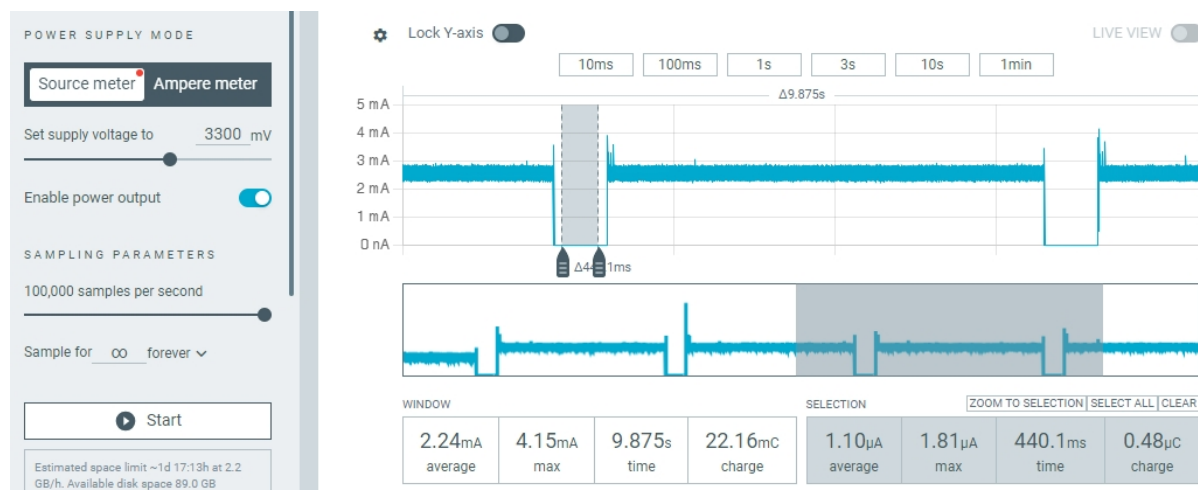 POWER SUPPLY MODE
Source meter Ampere meter
Set supply voltage to 3300 mV
Enable power output
SAMPLING PARAMETERS
100,000 samples per second
Sample for ∞ forever
Start
Estimated space limit ~1d 17:13h at 2.2
GB/h. Available disk space 89.0 GB
Lock Y-axis
LIVE VIEW
10ms 100ms 1s 3s 10s 1min
Δ9.875s
5 mA
4 mA
3 mA
2 mA
1 mA
0 nA
Δ44 1ms
WINDOW
2.24mA 4.15mA 9.875s 22.16mC
average max time charge
SELECTION ZOOM TO SELECTION SELECT ALL CLEAR
1.10µA 1.81µA 440.1ms 0.48µC
average max time charge